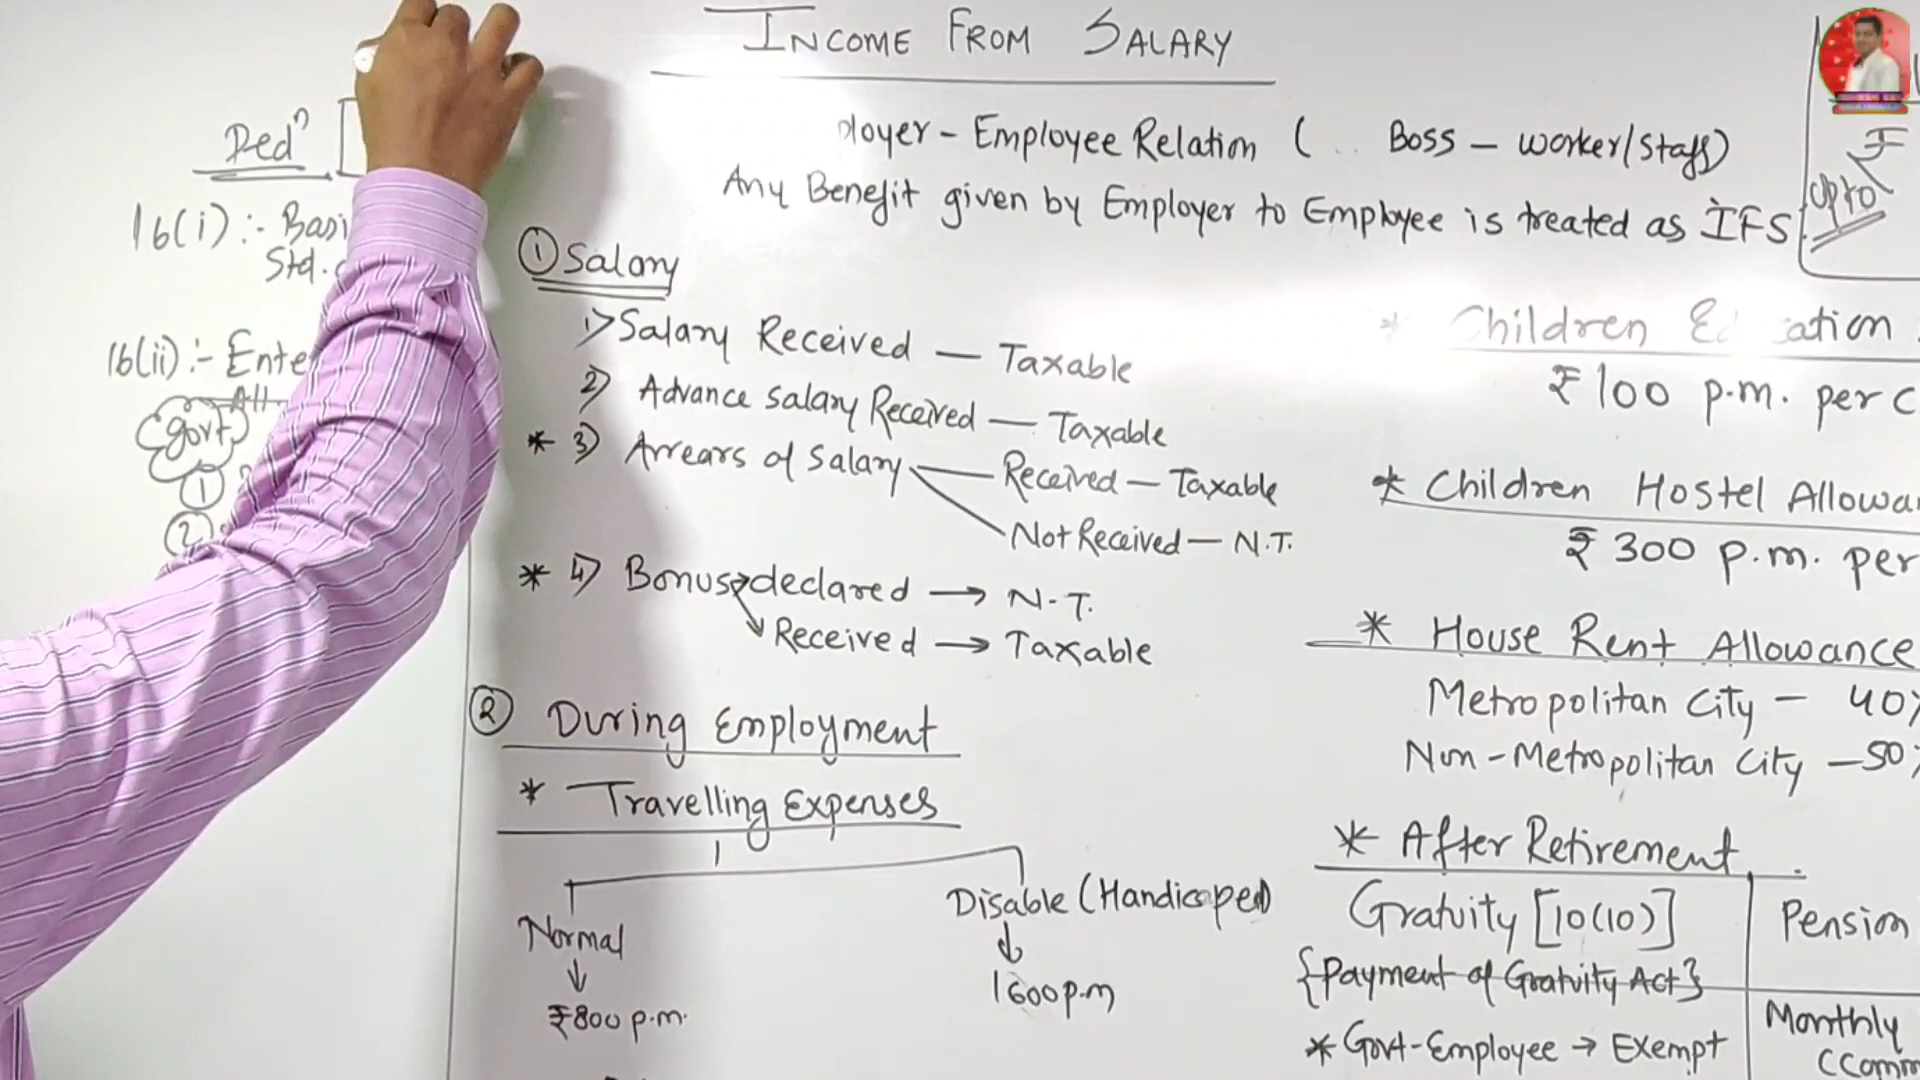 INCOME FROM SALARY
Dedⁿ
ployer - Employee Relation ( .. Boss - worker/Staff)
Any Benefit given by Employer to Employee is treated as IFS
Upto
₹
16(i) :- Basi
Std.
16(ii) :- Ente
All
Govt
①
②
① Salary
1> Salary Received — Taxable
2> Advance Salary Received — Taxable
* 3> Arrears of Salary Received — Taxable
Not Received — N.T.
* 4> Bonus → declared → N.T.
Received → Taxable
② During Employment
* Travelling Expenses
Normal
↓
₹800 p.m.
Disable (Handicaped)
↓
1600 p.m
* Children Education
₹100 p.m. per c
* Children Hostel Allowan
₹ 300 p.m. per
* House Rent Allowance
Metropolitan City - 40%
Non-Metropolitan City - 50%
* After Retirement
Gratuity [10(10)]
{Payment of Gratuity Act}
* Govt-Employee → Exempt
Pension
Monthly
(Comm